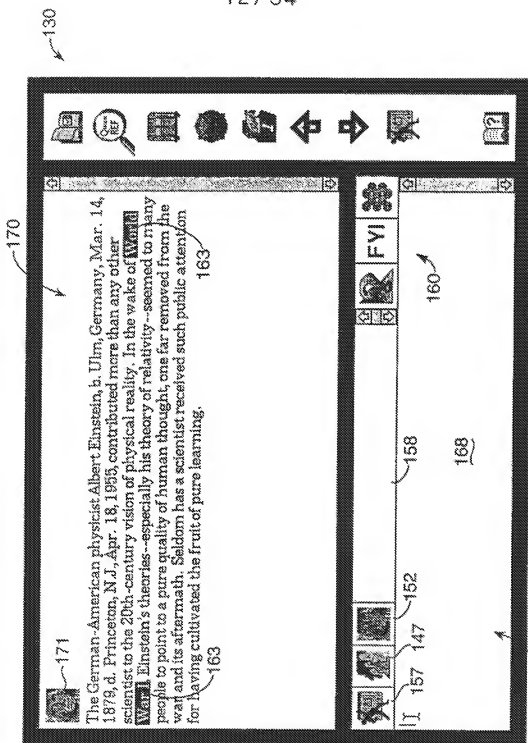 12/ 34
130
170
171
The German-American physicist Albert Einstein, b. Ulm, Germany, Mar. 14,
1879, d. Princeton, N.J., Apr. 18, 1955, contributed more than any other
scientist to the 20th-century vision of physical reality. In the wake of World
War I, Einstein's theories--especially his theory of relativity--seemed to many
people to point to a pure quality of human thought, one far removed from the
war and its aftermath. Seldom has a scientist received such public attention
for having cultivated the fruit of pure learning.
163
163
REF
FYI
?
157
147
152
158
160
168